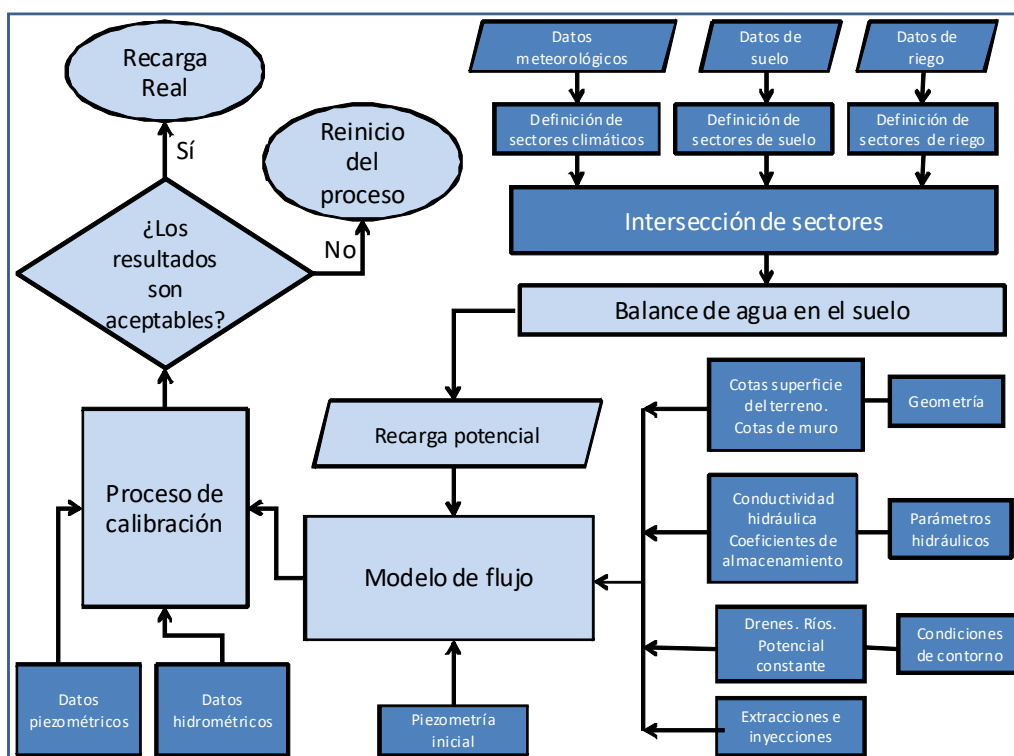 Datos
meteorológicos
Datos de
suelo
Datos de
riego
Definición de
sectores climáticos
Definición de
sectores de suelo
Definición de
sectores de riego
Intersección de sectores
Balance de agua en el suelo
Recarga
Real
Sí
Reinicio
del
proceso
No
¿Los
resultados
son
aceptables?
Recarga potencial
Cotas superficie
del terreno.
Cotas de muro
Geometría
Proceso de
calibración
Modelo de flujo
Conductividad
hidráulica
Coeficientes de
almacenamiento
Parámetros
hidráulicos
Drenes. Ríos.
Potencial
constante
Condiciones
de contorno
Datos
piezométricos
Datos
hidrométricos
Piezometría
inicial
Extracciones e
inyecciones